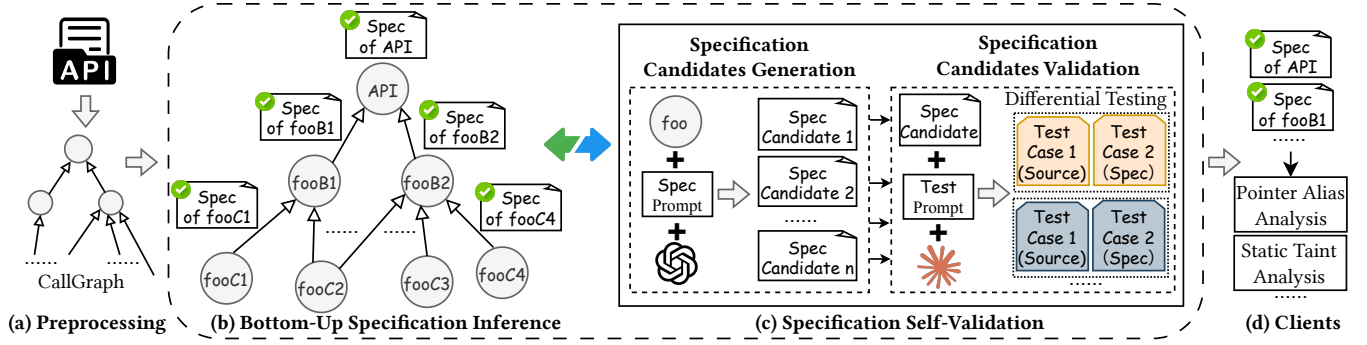 API
CallGraph
(a) Preprocessing
Spec
of API
API
Spec
of fooB1
Spec
of fooB2
fooB1
fooB2
Spec
of fooC1
Spec
of fooC4
......
......
fooC1
fooC2
fooC3
fooC4
(b) Bottom-Up Specification Inference
Specification
Candidates Generation
foo
+
Spec
Prompt
+
Spec
Candidate 1
Spec
Candidate 2
......
Spec
Candidate n
Specification
Candidates Validation
Spec
Candidate
+
Test
Prompt
+
Differential Testing
Test
Case 1
(Source)
Test
Case 2
(Spec)
Test
Case 1
(Source)
Test
Case 2
(Spec)
......
(c) Specification Self-Validation
Spec
of API
Spec
of fooB1
......
Pointer Alias
Analysis
Static Taint
Analysis
......
(d) Clients